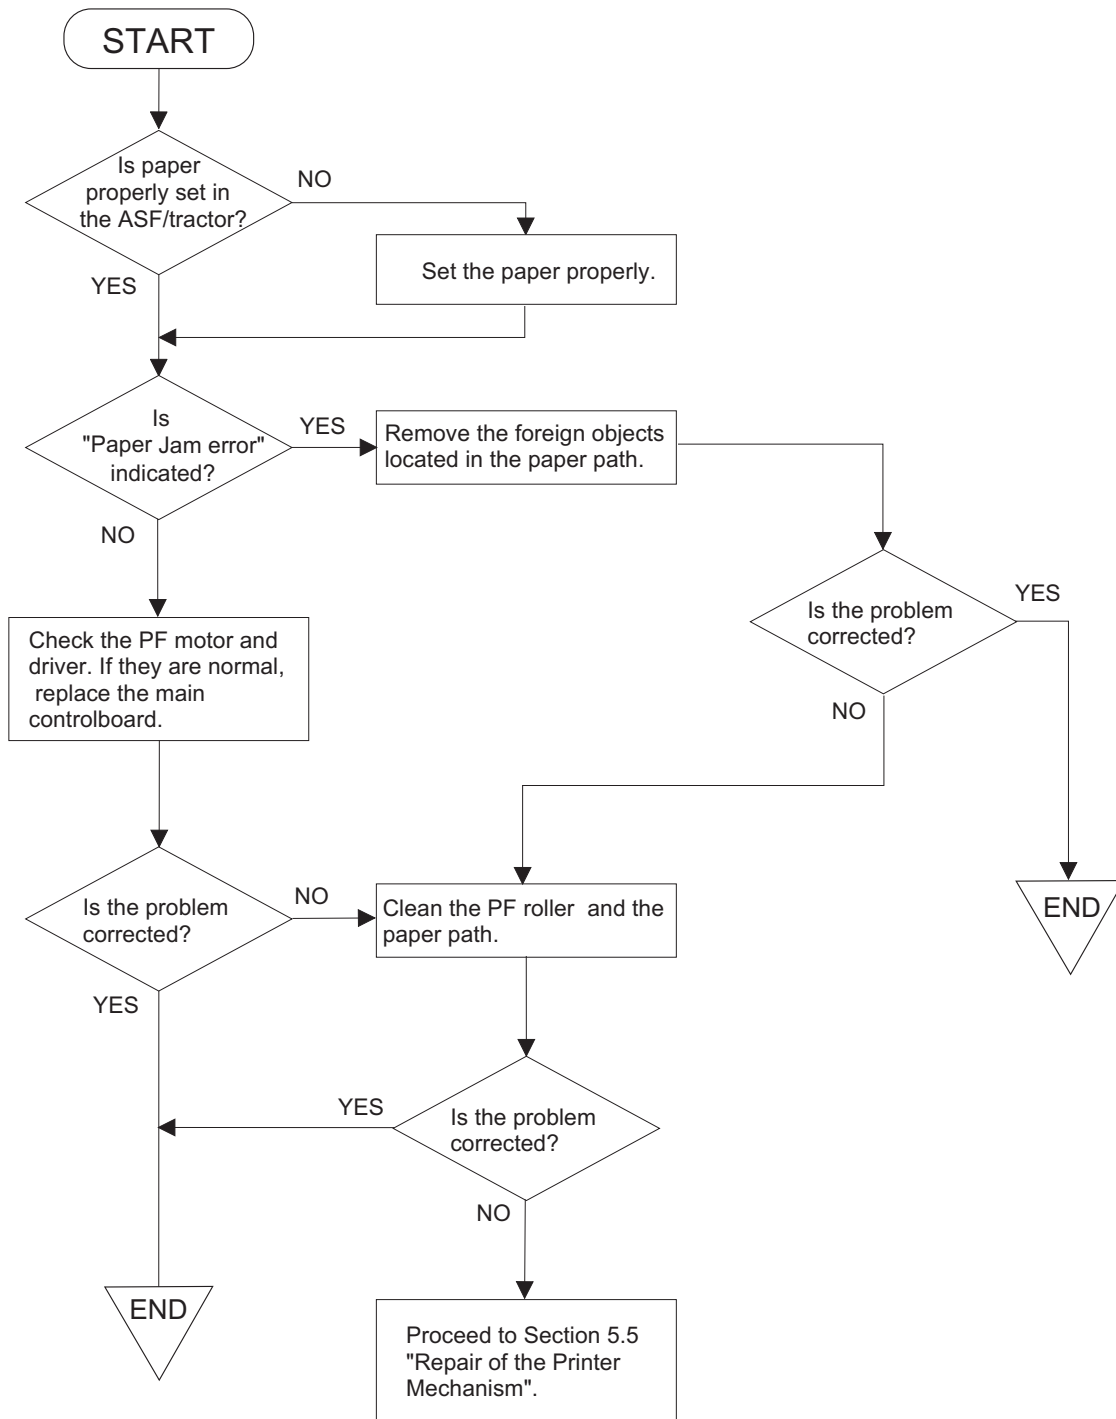 START
Is paper
properly set in
the ASF/tractor?
NO
YES
Set the paper properly.
Is
"Paper Jam error"
indicated?
YES
NO
Remove the foreign objects
located in the paper path.
Is the problem
corrected?
YES
NO
END
Check the PF motor and
driver. If they are normal,
replace the main
controlboard.
Is the problem
corrected?
NO
YES
Clean the PF roller and the
paper path.
Is the problem
corrected?
YES
NO
END
Proceed to Section 5.5
"Repair of the Printer
Mechanism".